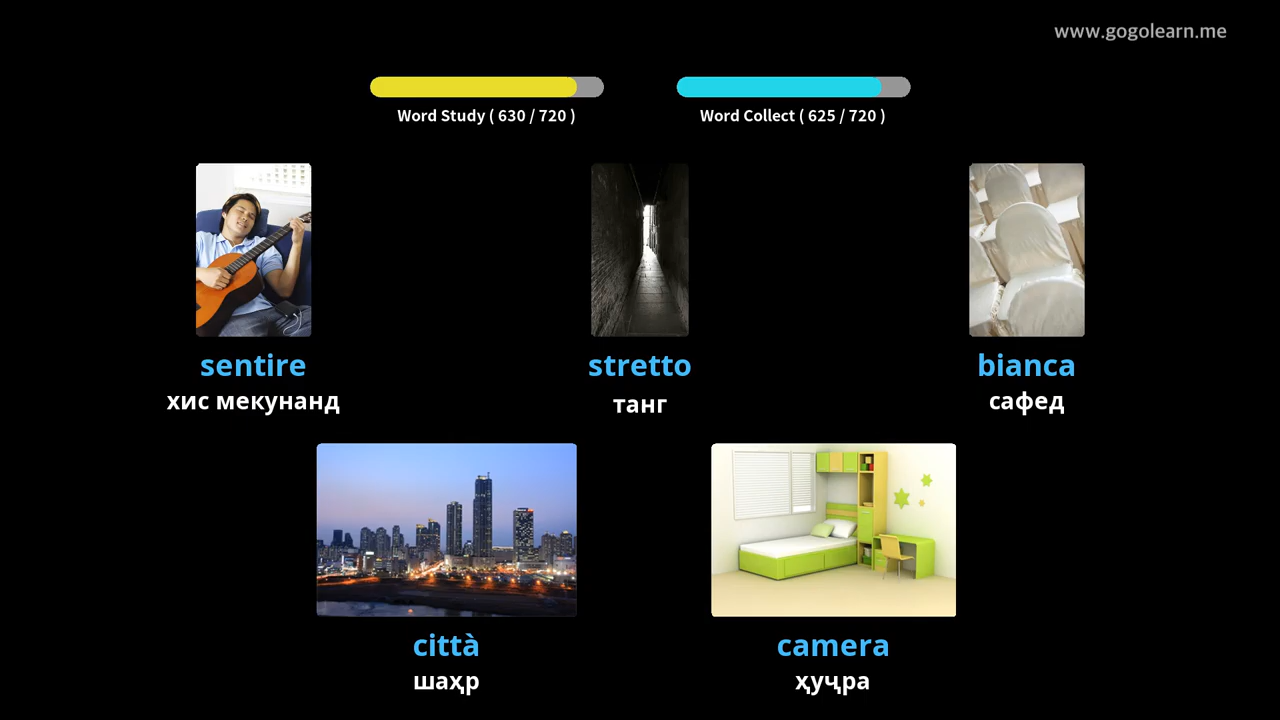 www.gogolearn.me
Word Study ( 630 / 720 )
Word Collect ( 625 / 720 )
sentire
stretto
bianca
хис мекунанд
танг
сафед
città
camera
шаҳр
ҳуҷра